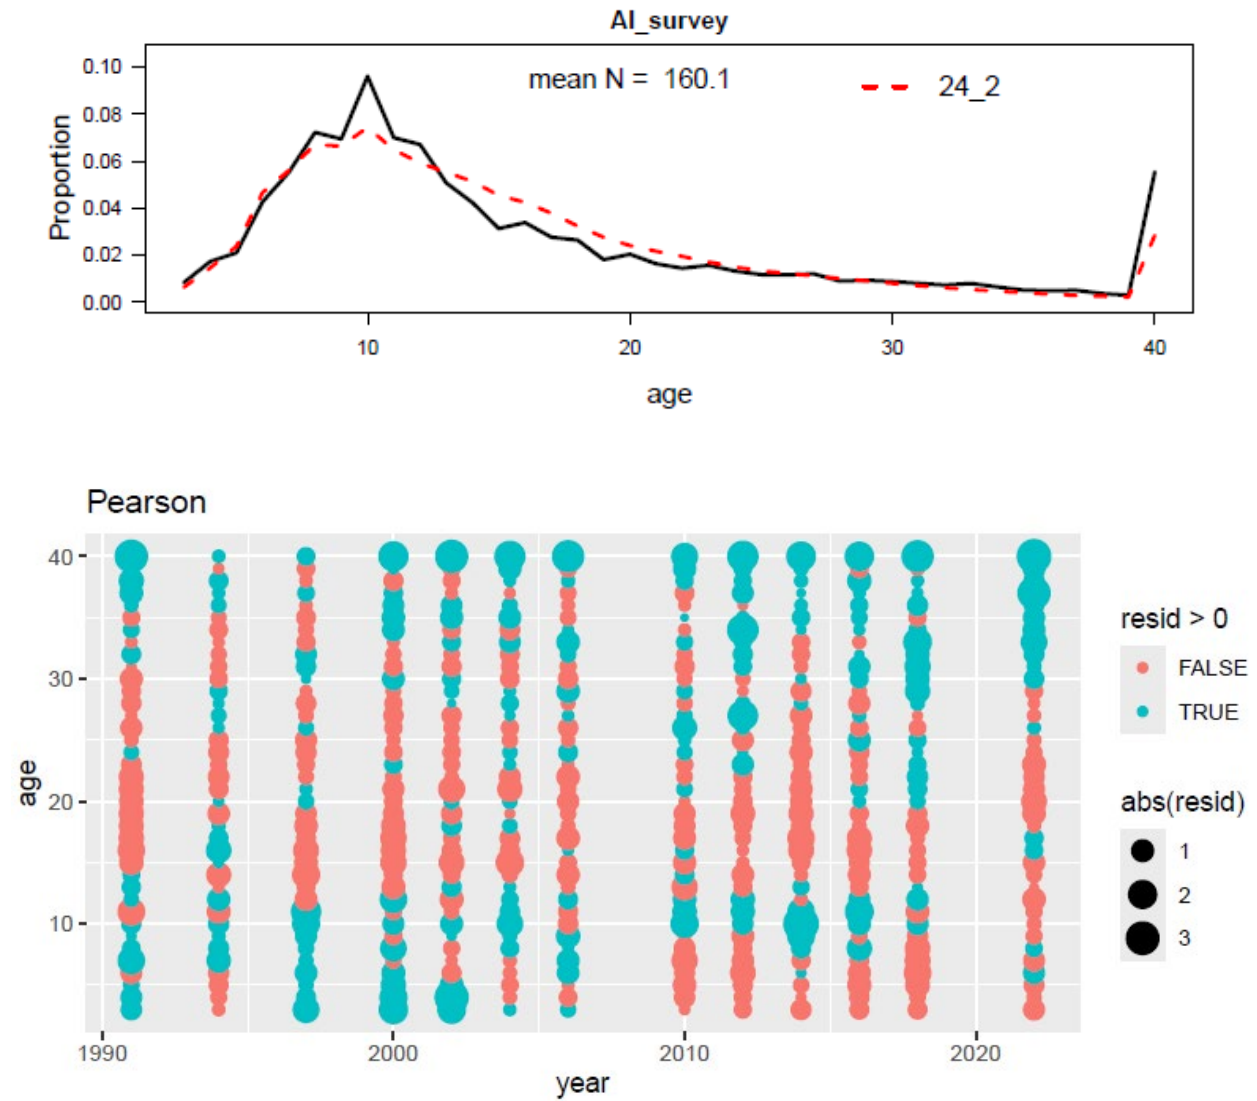 AI_survey
mean N = 160.1
24_2
Proportion
0.10
0.08
0.06
0.04
0.02
0.00
10
20
30
40
age
Pearson
age
40
30
20
10
1990
2000
2010
2020
year
resid > 0
FALSE
TRUE
abs(resid)
1
2
3